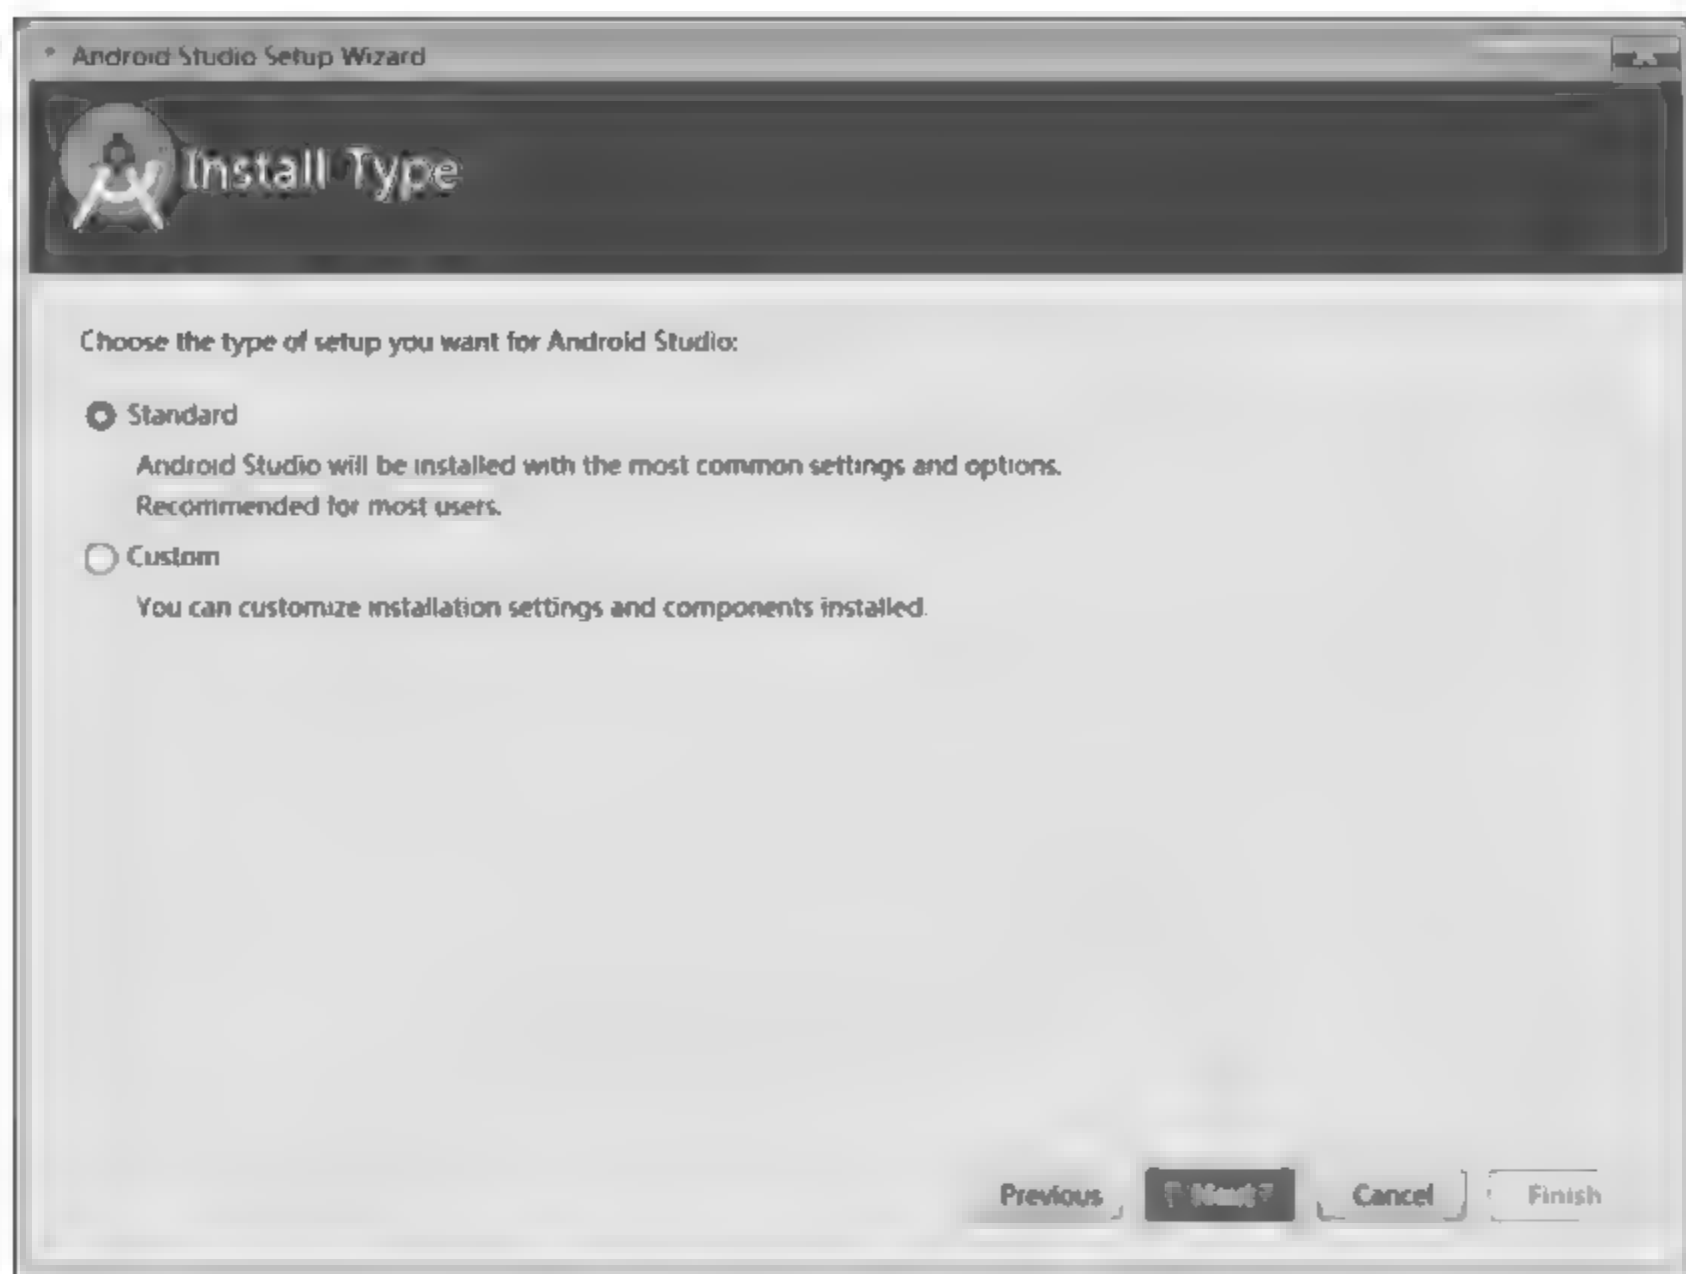 Android Studio Setup Wizard
Install Type
Choose the type of setup you want for Android Studio:
Standard
Android Studio will be installed with the most common settings and options.
Recommended for most users.
Custom
You can customize installation settings and components installed.
Previous Next Cancel Finish